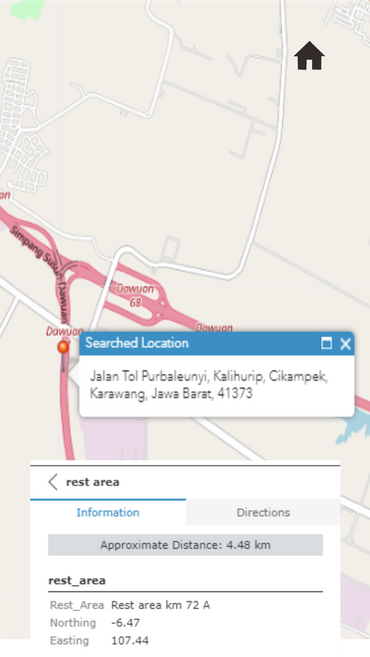 an
Simpang Susun Dawuan
Dawuan
68
Dawuan
Dawuan
Searched Location
Jalan Tol Purbaleunyi, Kalihurip, Cikampek,
Karawang, Jawa Barat, 41373
rest area
Information Directions
Approximate Distance: 4.48 km
rest_area
Rest_Area Rest area km 72 A
Northing -6.47
Easting 107.44